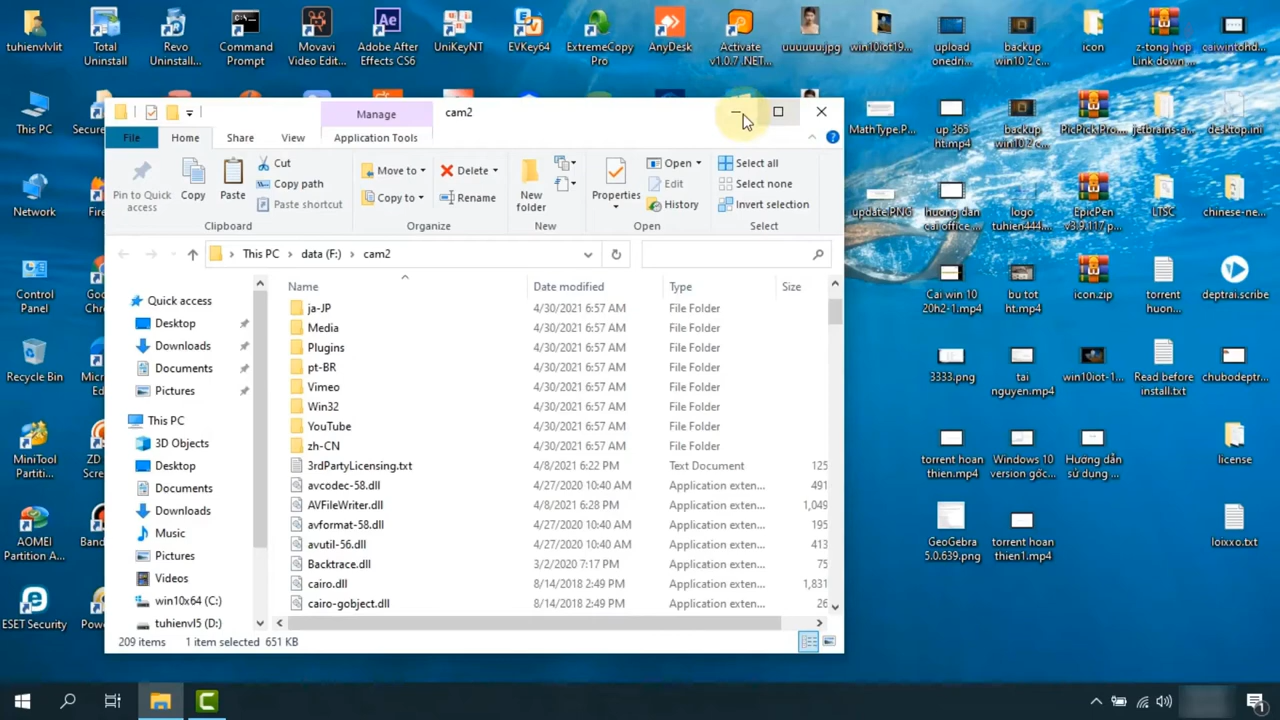 tuhienvlvit
Total
Uninstall
Revo
Uninstall...
Command
Prompt
Movavi
Video Edit...
Adobe After
Effects CS6
UniKeyNT
EVKey64
ExtremeCopy
Pro
AnyDesk
Activate
v1.0.7 .NET...
uuuuuu.jpg
win10iot19...
upload
onedri...
backup
win10 2 c...
icon
z-tong hop
Link down ...
caiwintond...
This PC
Secure
MathType.P...
up 365
ht.mp4
backup
win10 2 c...
PicPick.Pro...
jetbrains-a...
desktop.ini
Network
Fire
update.PNG
huong dan
cai office ...
logo
tuhien444...
EpicPen
v3.9.117 p...
LTSC
chinese-ne...
Control
Panel
Goo
Chr
Cai win 10
20h2-1.mp4
bu tot
ht.mp4
icon.zip
torrent
huon...
deptrai.scribe
Recycle Bin
Micr
Ed
3333.png
tai
nguyen.mp4
win10iot-1...
Read before
install.txt
chubodeptr...
MiniTool
Partiti...
ZD
Scre
torrent hoan
thien.mp4
Windows 10
version gốc...
Hướng dẫn
sử dụng ...
license
AOMEI
Partition A...
Band
GeoGebra
5.0.639.png
torrent hoan
thien1.mp4
loixxo.txt
ESET Security
Pow
Manage
cam2
File
Home
Share
View
Application Tools
Pin to Quick
access
Copy
Paste
Cut
Copy path
Paste shortcut
Clipboard
Move to
Copy to
Delete
Rename
Organize
New
folder
New
Properties
Open
Edit
History
Open
Select all
Select none
Invert selection
Select
This PC
data (F:)
cam2
Quick access
Desktop
Downloads
Documents
Pictures
This PC
3D Objects
Desktop
Documents
Downloads
Music
Pictures
Videos
win10x64 (C:)
tuhienvl5 (D:)
Name Date modified Type Size
ja-JP 4/30/2021 6:57 AM File Folder
Media 4/30/2021 6:57 AM File Folder
Plugins 4/30/2021 6:57 AM File Folder
pt-BR 4/30/2021 6:57 AM File Folder
Vimeo 4/30/2021 6:57 AM File Folder
Win32 4/30/2021 6:57 AM File Folder
YouTube 4/30/2021 6:57 AM File Folder
zh-CN 4/30/2021 6:57 AM File Folder
3rdPartyLicensing.txt 4/8/2021 6:22 PM Text Document 125
avcodec-58.dll 4/27/2020 10:40 AM Application exten... 491
AVFileWriter.dll 4/8/2021 6:28 PM Application exten... 1,049
avformat-58.dll 4/27/2020 10:40 AM Application exten... 195
avutil-56.dll 4/27/2020 10:40 AM Application exten... 413
Backtrace.dll 3/2/2020 7:17 PM Application exten... 75
cairo.dll 8/14/2018 2:49 PM Application exten... 1,831
cairo-gobject.dll 8/14/2018 2:49 PM Application exten... 26
209 items 1 item selected 651 KB